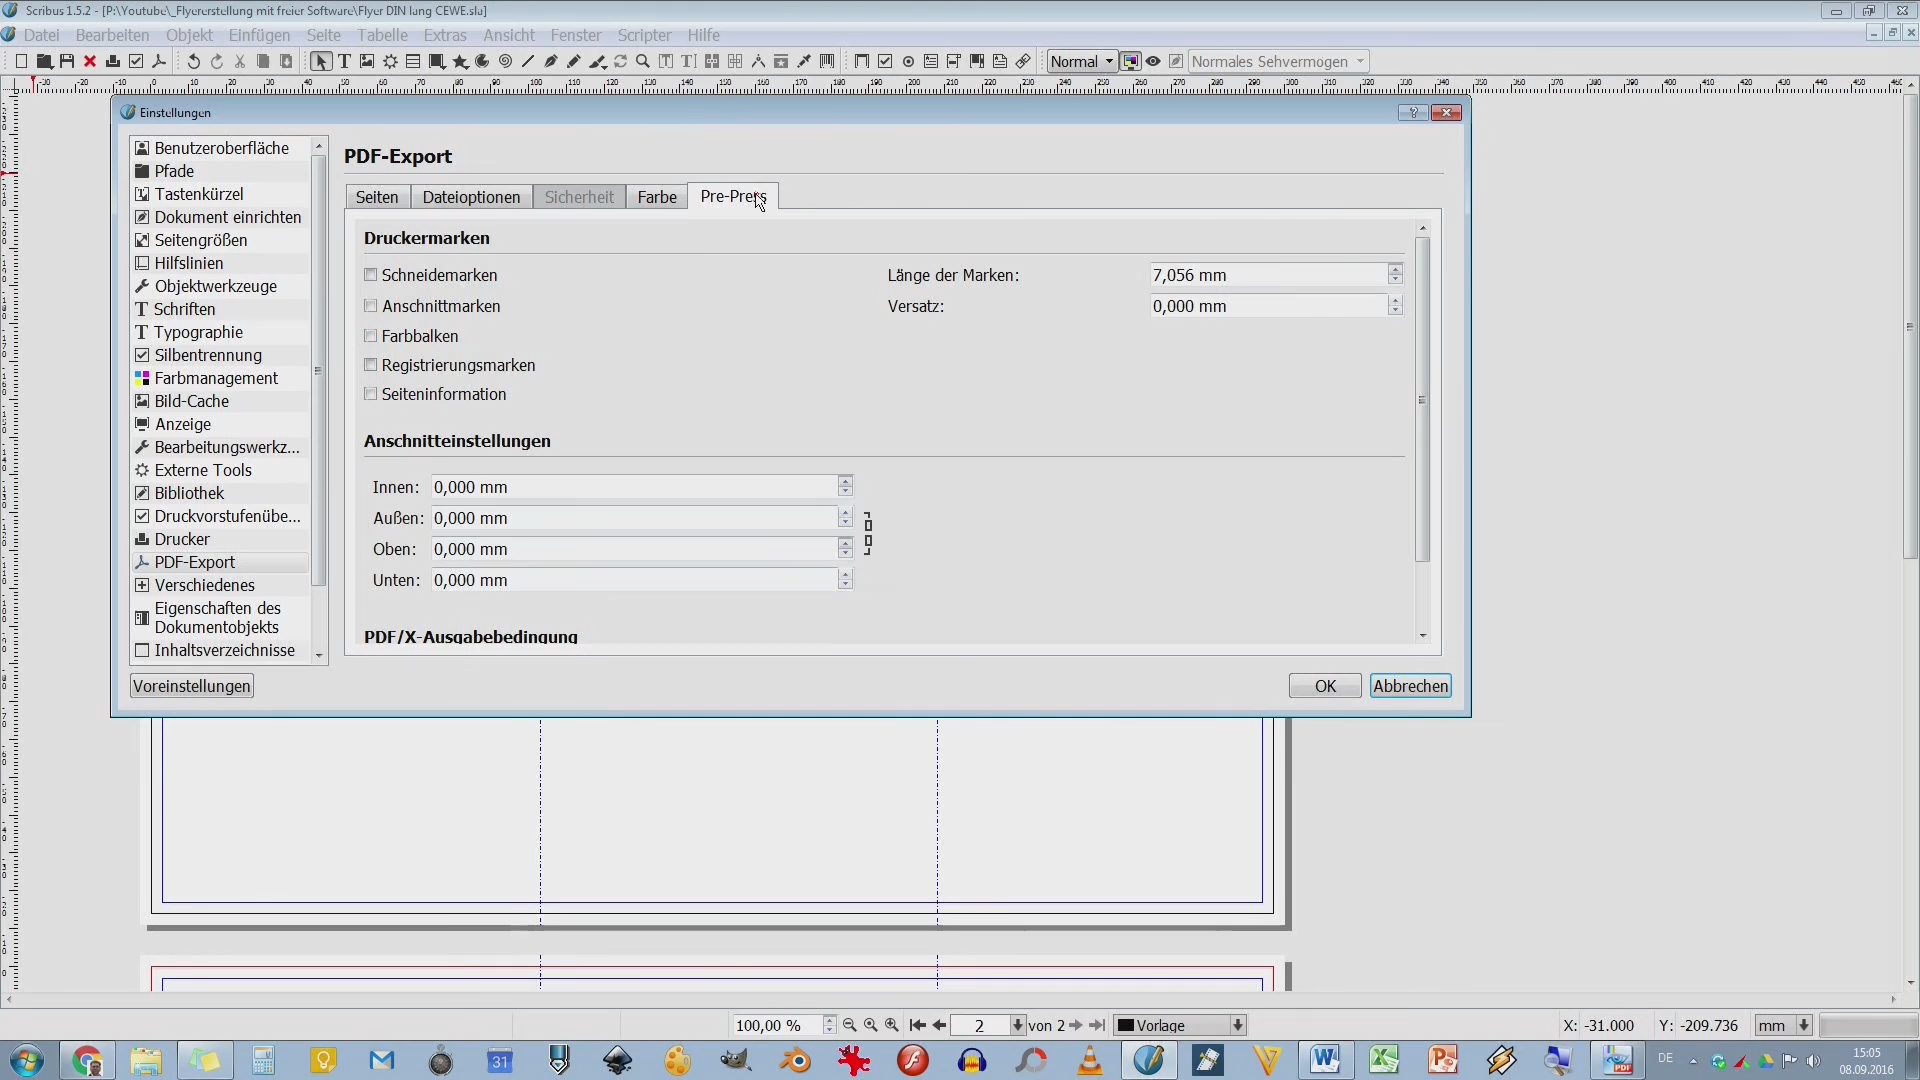 Scribus 1.5.2 - [P:\Youtube\_Flyererstellung mit freier Software\Flyer DIN lang CEWE.sla]
Datei Bearbeiten Objekt Einfügen Seite Tabelle Extras Ansicht Fenster Scripter Hilfe
Normal Normales Sehvermögen
Einstellungen
Benutzeroberfläche
Pfade
Tastenkürzel
Dokument einrichten
Seitengrößen
Hilfslinien
Objektwerkzeuge
Schriften
Typographie
Silbentrennung
Farbmanagement
Bild-Cache
Anzeige
Bearbeitungswerkz...
Externe Tools
Bibliothek
Druckvorstufenübe...
Drucker
PDF-Export
Verschiedenes
Eigenschaften des
Dokumentobjekts
Inhaltsverzeichnisse
Voreinstellungen
PDF-Export
Seiten Dateioptionen Sicherheit Farbe Pre-Press
Druckermarken
Schneidemarken Länge der Marken: 7,056 mm
Anschnittmarken Versatz: 0,000 mm
Farbbalken
Registrierungsmarken
Seiteninformation
Anschnitteinstellungen
Innen: 0,000 mm
Außen: 0,000 mm
Oben: 0,000 mm
Unten: 0,000 mm
PDF/X-Ausgabebedingung
OK Abbrechen
100,00 % 2 von 2 Vorlage X: -31.000 Y: -209.736 mm
31
DE 15:05
08.09.2016